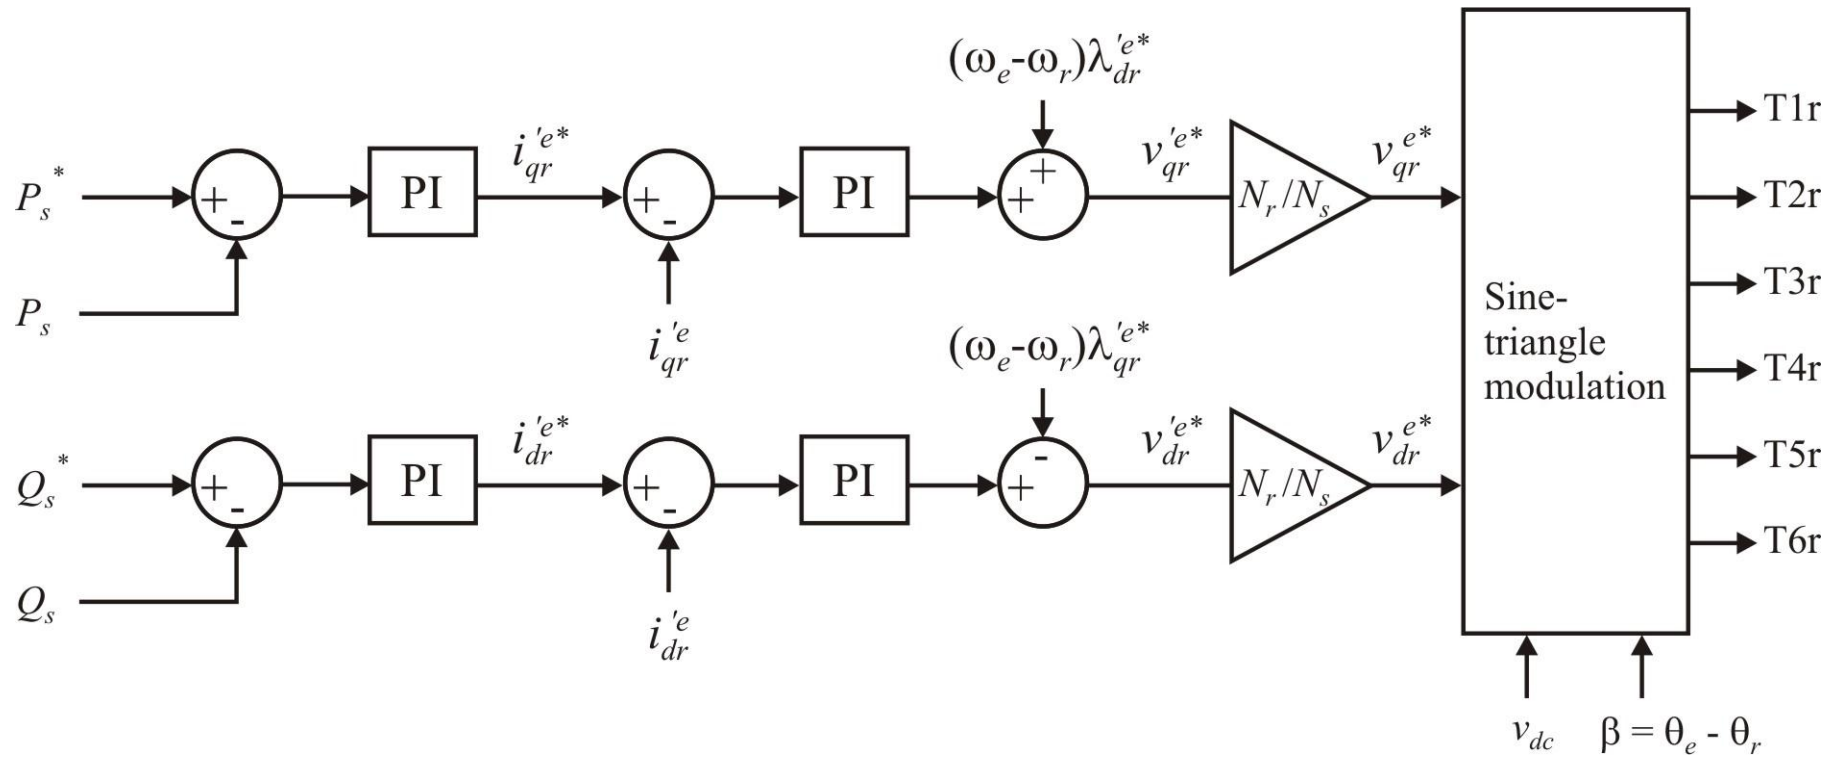 (ωₑ-ωᵣ)λ'ᵉ*dr
Pₛ* + - PI i'ᵉ*qr + - PI + + v'ᵉ*qr Nᵣ/Nₛ vᵉ*qr
Pₛ
i'ᵉqr
(ωₑ-ωᵣ)λ'ᵉ*qr
Qₛ* + - PI i'ᵉ*dr + - PI + - v'ᵉ*dr Nᵣ/Nₛ vᵉ*dr
Qₛ
i'ᵉdr
Sine-
triangle
modulation
T1r
T2r
T3r
T4r
T5r
T6r
vdc
β = θₑ - θᵣ